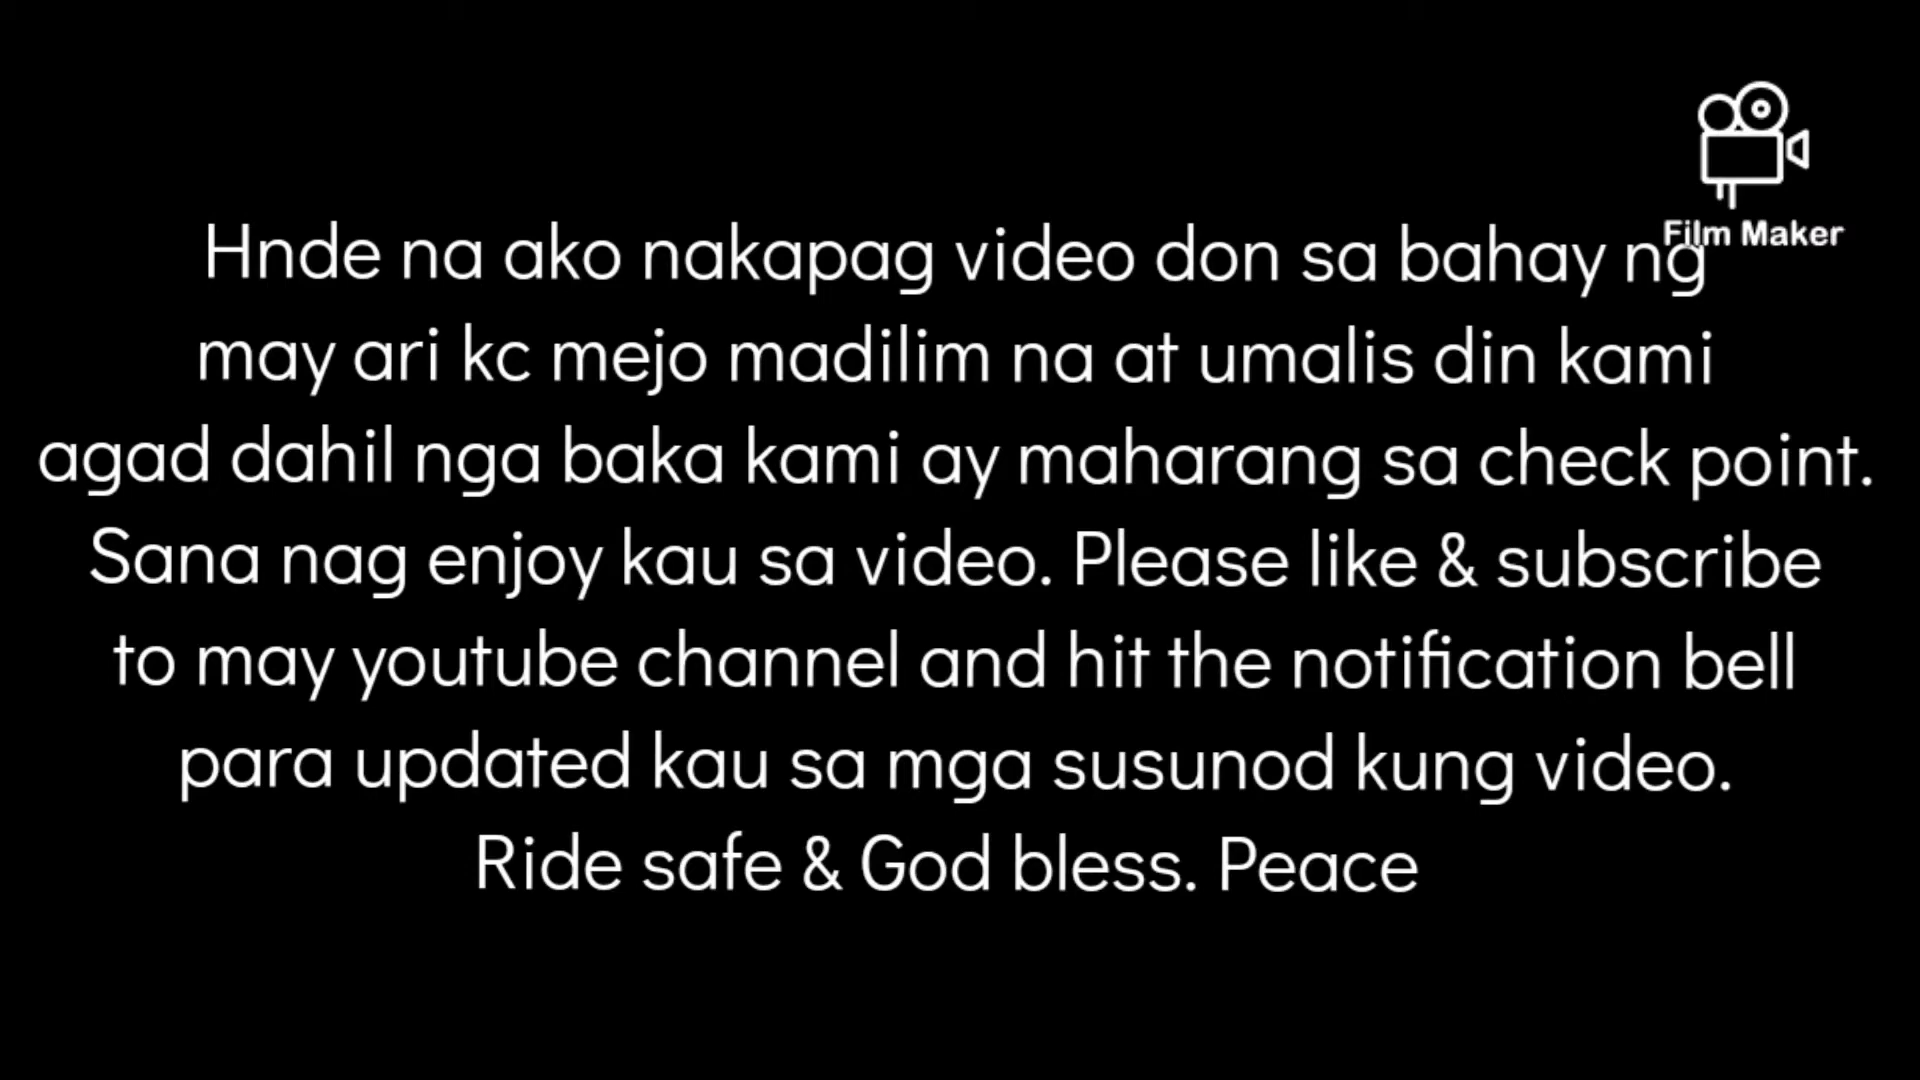 Film Maker
Hnde na ako nakapag video don sa bahay ng
may ari kc mejo madilim na at umalis din kami
agad dahil nga baka kami ay maharang sa check point.
Sana nag enjoy kau sa video. Please like & subscribe
to may youtube channel and hit the notification bell
para updated kau sa mga susunod kung video.
Ride safe & God bless. Peace